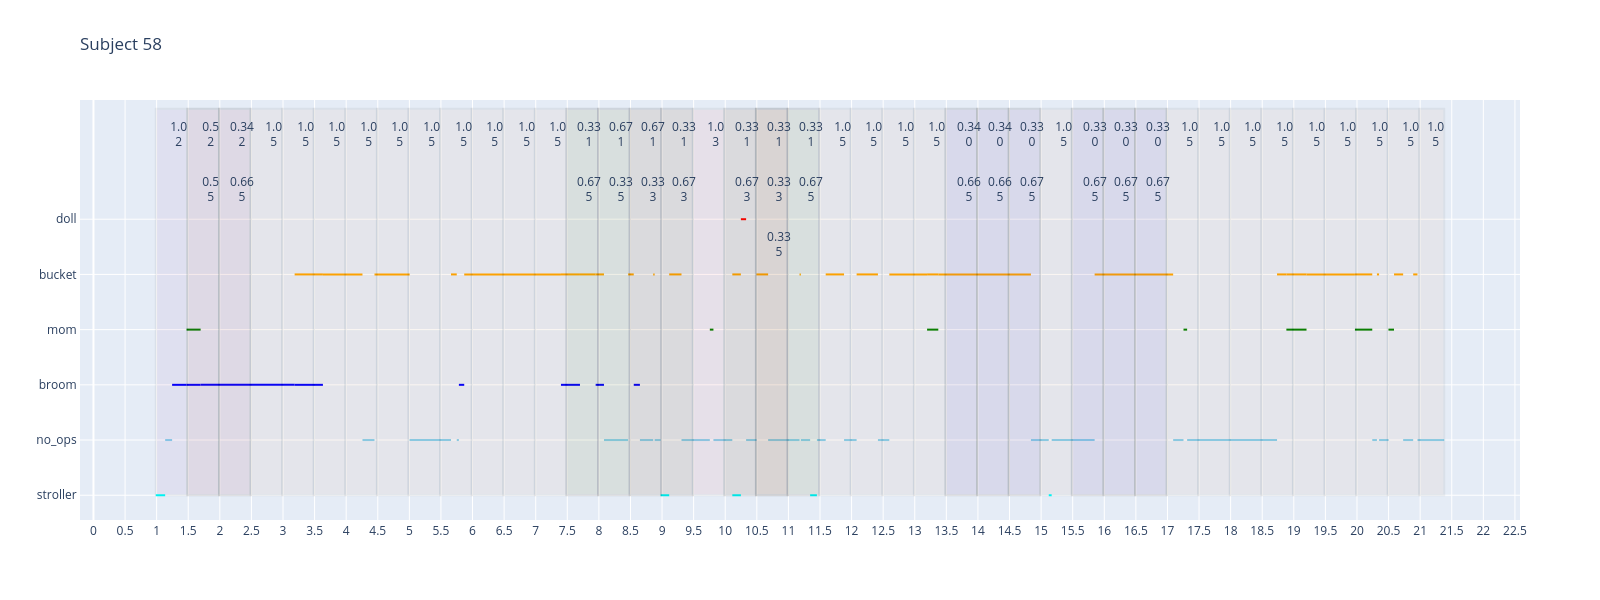 Subject 58
1.0 0.5 0.34 1.0 1.0 1.0 1.0 1.0 1.0 1.0 1.0 1.0 1.0 0.33 0.67 0.67 0.33 1.0 0.33 0.33 0.33 1.0 1.0 1.0 1.0 0.34 0.34 0.33 1.0 0.33 0.33 0.33 1.0 1.0 1.0 1.0 1.0 1.0 1.0 1.0 1.0
2 2 2 5 5 5 5 5 5 5 5 5 5 1 1 1 1 3 1 1 1 5 5 5 5 0 0 0 5 0 0 0 5 5 5 5 5 5 5 5 5
0.5 0.66 0.67 0.33 0.33 0.67 0.67 0.33 0.67 0.66 0.66 0.67 0.67 0.67 0.67
5 5 5 5 3 3 3 3 5 5 5 5 5 5 5
doll
0.33
5
bucket
mom
broom
no_ops
stroller
0 0.5 1 1.5 2 2.5 3 3.5 4 4.5 5 5.5 6 6.5 7 7.5 8 8.5 9 9.5 10 10.5 11 11.5 12 12.5 13 13.5 14 14.5 15 15.5 16 16.5 17 17.5 18 18.5 19 19.5 20 20.5 21 21.5 22 22.5